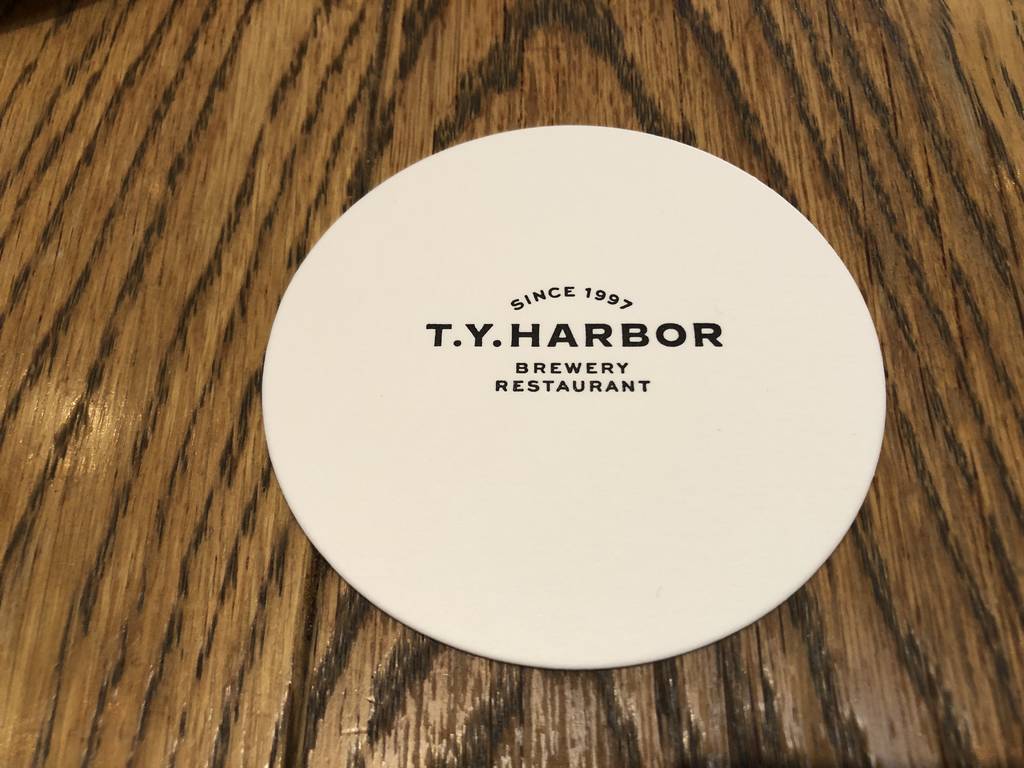 SINCE 1997
T.Y.HARBOR
BREWERY
RESTAURANT